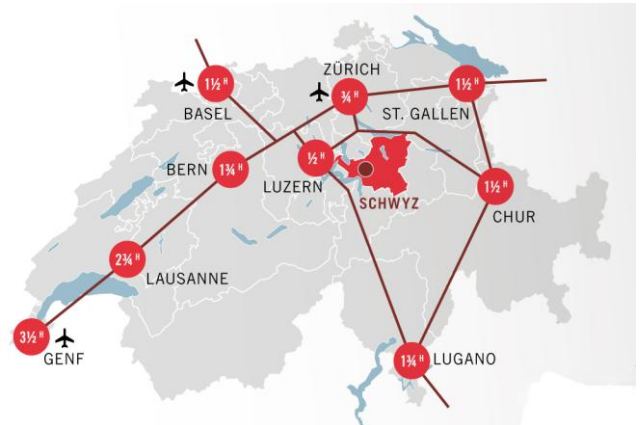 ZÜRICH
¾ H
1½ H
BASEL
1½ H
ST. GALLEN
BERN
1¾ H
½ H
LUZERN
SCHWYZ
1½ H
CHUR
2¾ H
LAUSANNE
3½ H
GENF
1¾ H
LUGANO